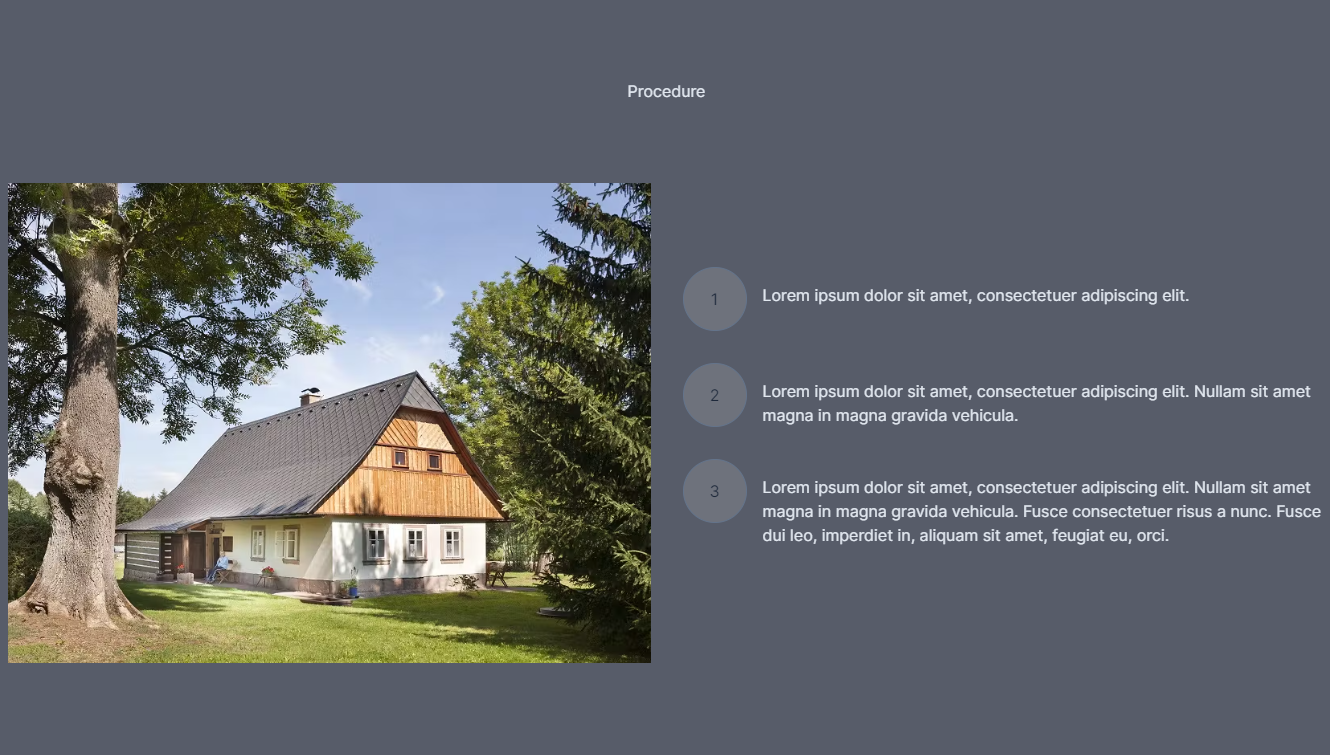 Procedure
1
Lorem ipsum dolor sit amet, consectetuer adipiscing elit.
2
Lorem ipsum dolor sit amet, consectetuer adipiscing elit. Nullam sit amet
magna in magna gravida vehicula.
3
Lorem ipsum dolor sit amet, consectetuer adipiscing elit. Nullam sit amet
magna in magna gravida vehicula. Fusce consectetuer risus a nunc. Fusce
dui leo, imperdiet in, aliquam sit amet, feugiat eu, orci.